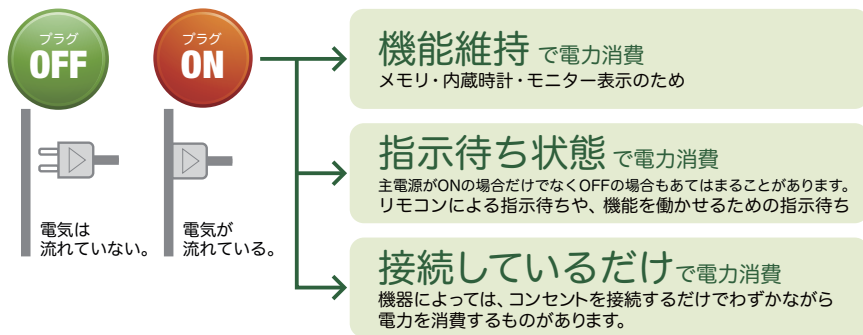 プラグ
OFF
プラグ
ON
電気は
流れていない。
電気が
流れている。
機能維持で電力消費
メモリ・内蔵時計・モニター表示のため
指示待ち状態で電力消費
主電源がONの場合だけでなくOFFの場合もあてはまることがあります。
リモコンによる指示待ちや、機能を働かせるための指示待ち
接続しているだけで電力消費
機器によっては、コンセントを接続するだけでわずかながら
電力を消費するものがあります。